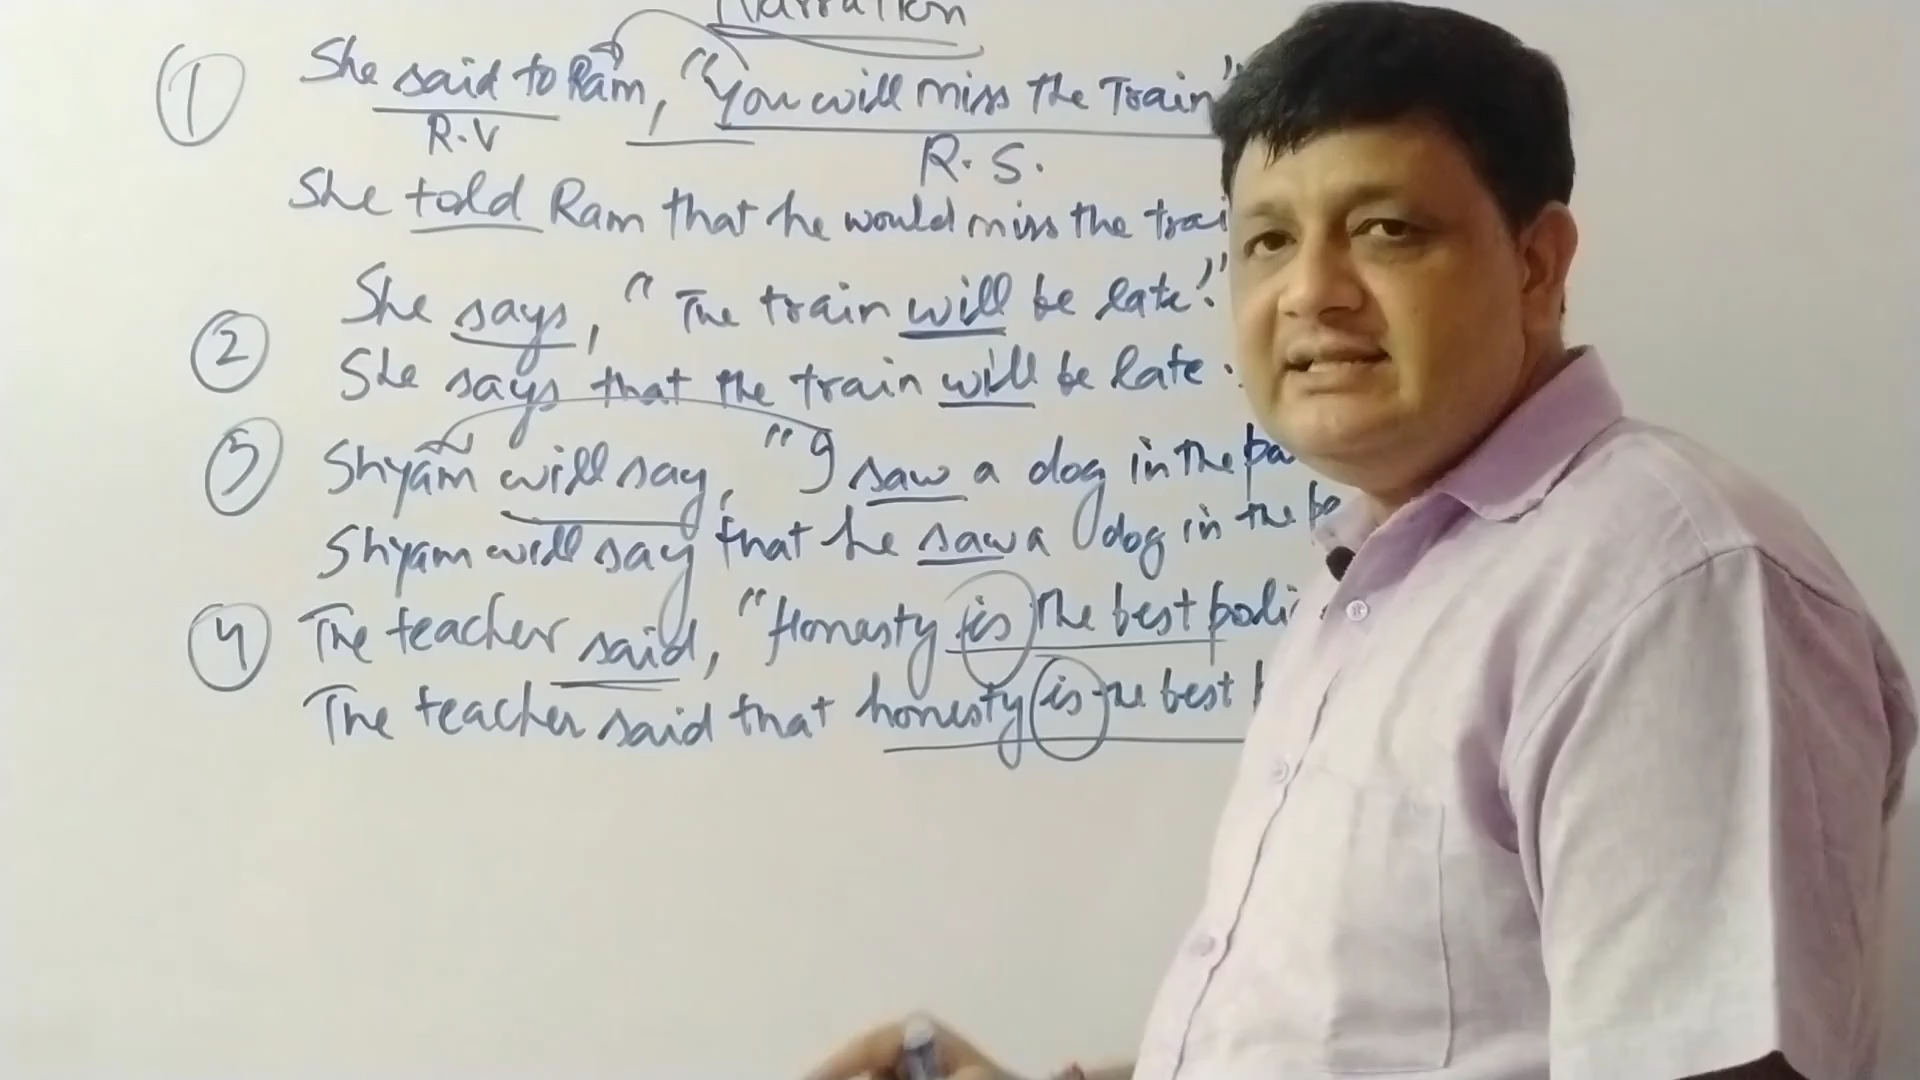 Narration
① She said to Ram, "You will miss the Train"
R.V
R.S.
She told Ram that he would miss the
② She says, "The train will be late."
She says that the train will be late.
③ Shyam will say, "I saw a dog in the
Shyam will say that he saw a dog in the
④ The teacher said, "Honesty is the best
The teacher said that honesty is the best